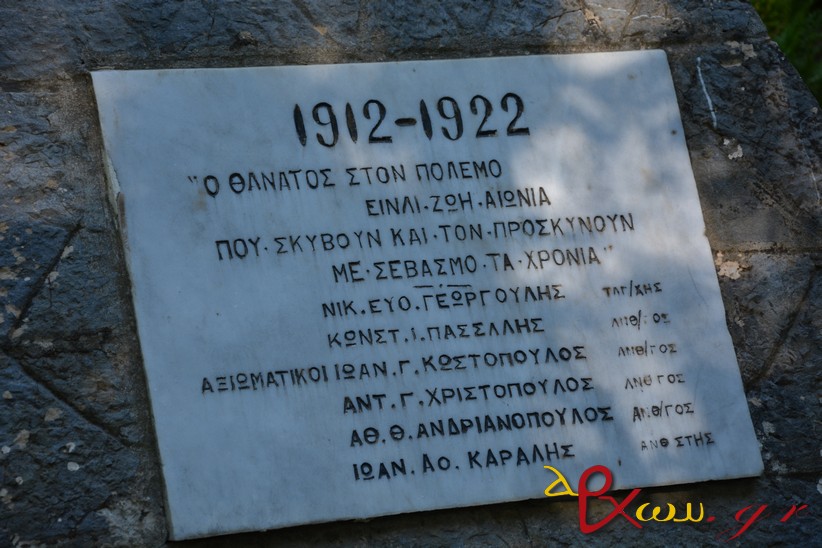 1912-1922
"Ο ΘΑΝΑΤΟΣ ΣΤΟΝ ΠΟΛΕΜΟ
ΕΙΝΑΙ·ΖΩΗ·ΑΙΩΝΙΑ
ΠΟΥ·ΣΚΥΒΟΥΝ ΚΑΙ·ΤΟΝ·ΠΡΟΣΚΥΝΟΥΝ
ΜΕ·ΣΕΒΑΣΜΟ·ΤΑ·ΧΡΟΝΙΑ"
ΝΙΚ.ΕΥΘ.ΓΕΩΡΓΟΥΛΗΣ ΤΑΓ/ΧΗΣ
ΚΩΝΣΤ.Ι.ΠΑΣΣΑΛΗΣ ΑΝΘ/ΓΟΣ
ΑΞΙΩΜΑΤΙΚΟΙ ΙΩΑΝ.Γ.ΚΩΣΤΟΠΟΥΛΟΣ ΑΝΘ/ΓΟΣ
ΑΝΤ.Γ.ΧΡΙΣΤΟΠΟΥΛΟΣ ΑΝΘ ΓΟΣ
ΑΘ.Θ.ΑΝΔΡΙΑΝΟΠΟΥΛΟΣ ΑΝΘ/ΓΟΣ
ΙΩΑΝ.ΑΘ.ΚΑΡΑΛΗΣ ΑΝΘ ΣΤΗΣ